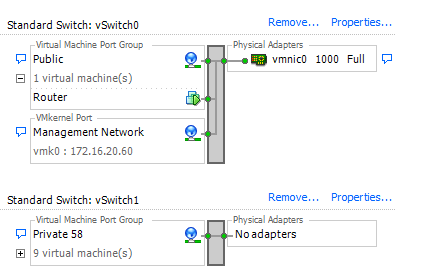 Standard Switch: vSwitch0 Remove... Properties...
Virtual Machine Port Group Physical Adapters
Public vmnic0 1000 Full
1 virtual machine(s)
Router
VMkernel Port
Management Network
vmk0 : 172.16.20.60
Standard Switch: vSwitch1 Remove... Properties...
Virtual Machine Port Group Physical Adapters
Private 58 No adapters
9 virtual machine(s)